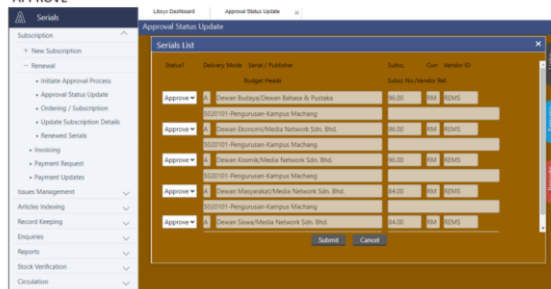 APPROVE
Serials
Libsys Dashboard
Approval Status Update
Approval Status Update
Subscription
+ New Subscription
− Renewal
• Initiate Approval Process
• Approval Status Update
• Ordering / Subscription
• Update Subscription Details
• Renewed Serials
• Invoicing
• Payment Request
• Payment Updates
Issues Management
Articles Indexing
Record Keeping
Enquiries
Reports
Stock Verification
Circulation
Serials List
Status? Delivery Mode Serial / Publisher Subsc. Curr Vendor ID
Budget Heads Subsc No./Vendor Ref.
Approve A Dewan Budaya/Dewan Bahasa & Pustaka 96.00 RM REMS
5020101-Pengurusan-Kampus Machang
Approve A Dewan Ekonomi/Media Network Sdn. Bhd. 96.00 RM REMS
5020101-Pengurusan-Kampus Machang
Approve A Dewan Kosmik/Media Network Sdn. Bhd. 96.00 RM REMS
5020101-Pengurusan-Kampus Machang
Approve A Dewan Masyarakat/Media Network Sdn. Bhd. 84.00 RM REMS
5020101-Pengurusan-Kampus Machang
Approve A Dewan Siswa/Media Network Sdn. Bhd. 84.00 RM REMS
Submit Cancel